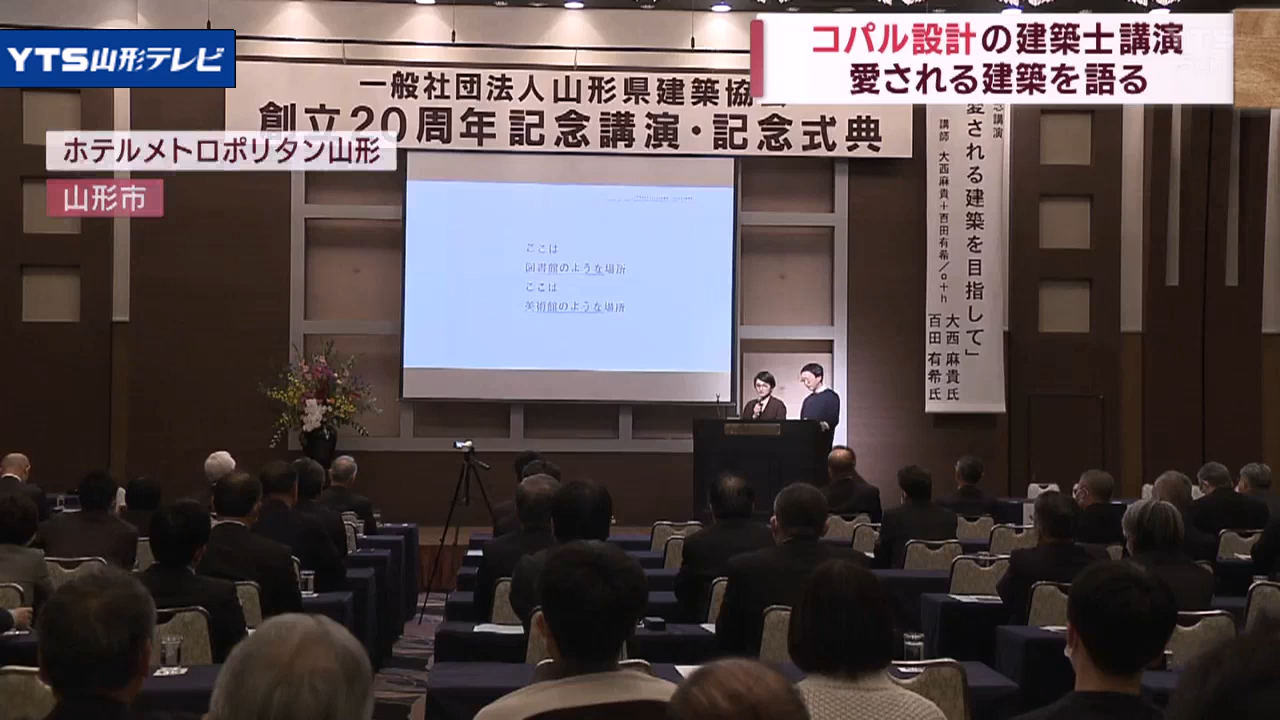 YTS山形テレビ
コパル設計の建築士講演
愛される建築を語る
ホテルメトロポリタン山形
山形市
一般社団法人山形県建築協会
創立20周年記念講演・記念式典
ここは
図書館のような場所
ここは
美術館のような場所
念講演
愛される建築を目指して」
講師 大西麻貴+百田有希/o+h
大西 麻貴氏
百田 有希氏